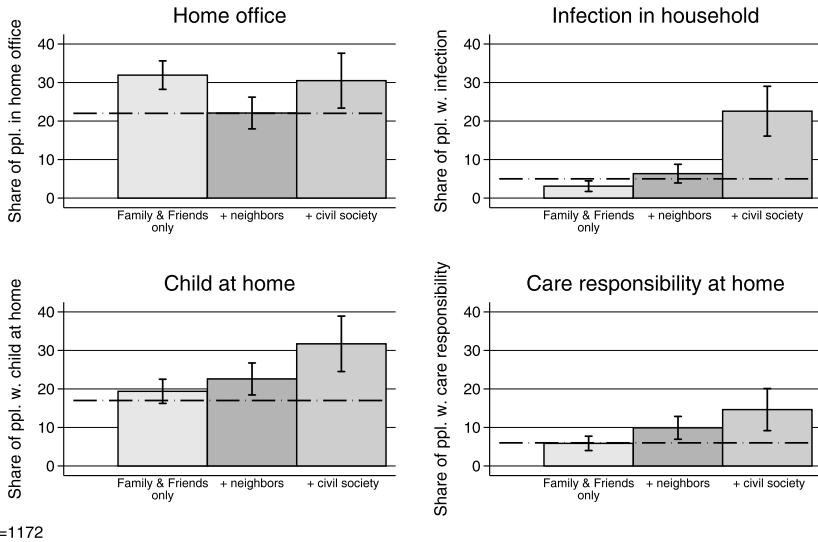 Home office
Share of ppl. in home office
40
30
20
10
0
Family & Friends only
+ neighbors
+ civil society
Infection in household
Share of ppl. w. infection
40
30
20
10
0
Family & Friends only
+ neighbors
+ civil society
Child at home
Share of ppl. w. child at home
40
30
20
10
0
Family & Friends only
+ neighbors
+ civil society
Care responsibility at home
Share of ppl. w. care responsibility
40
30
20
10
0
Family & Friends only
+ neighbors
+ civil society
=1172